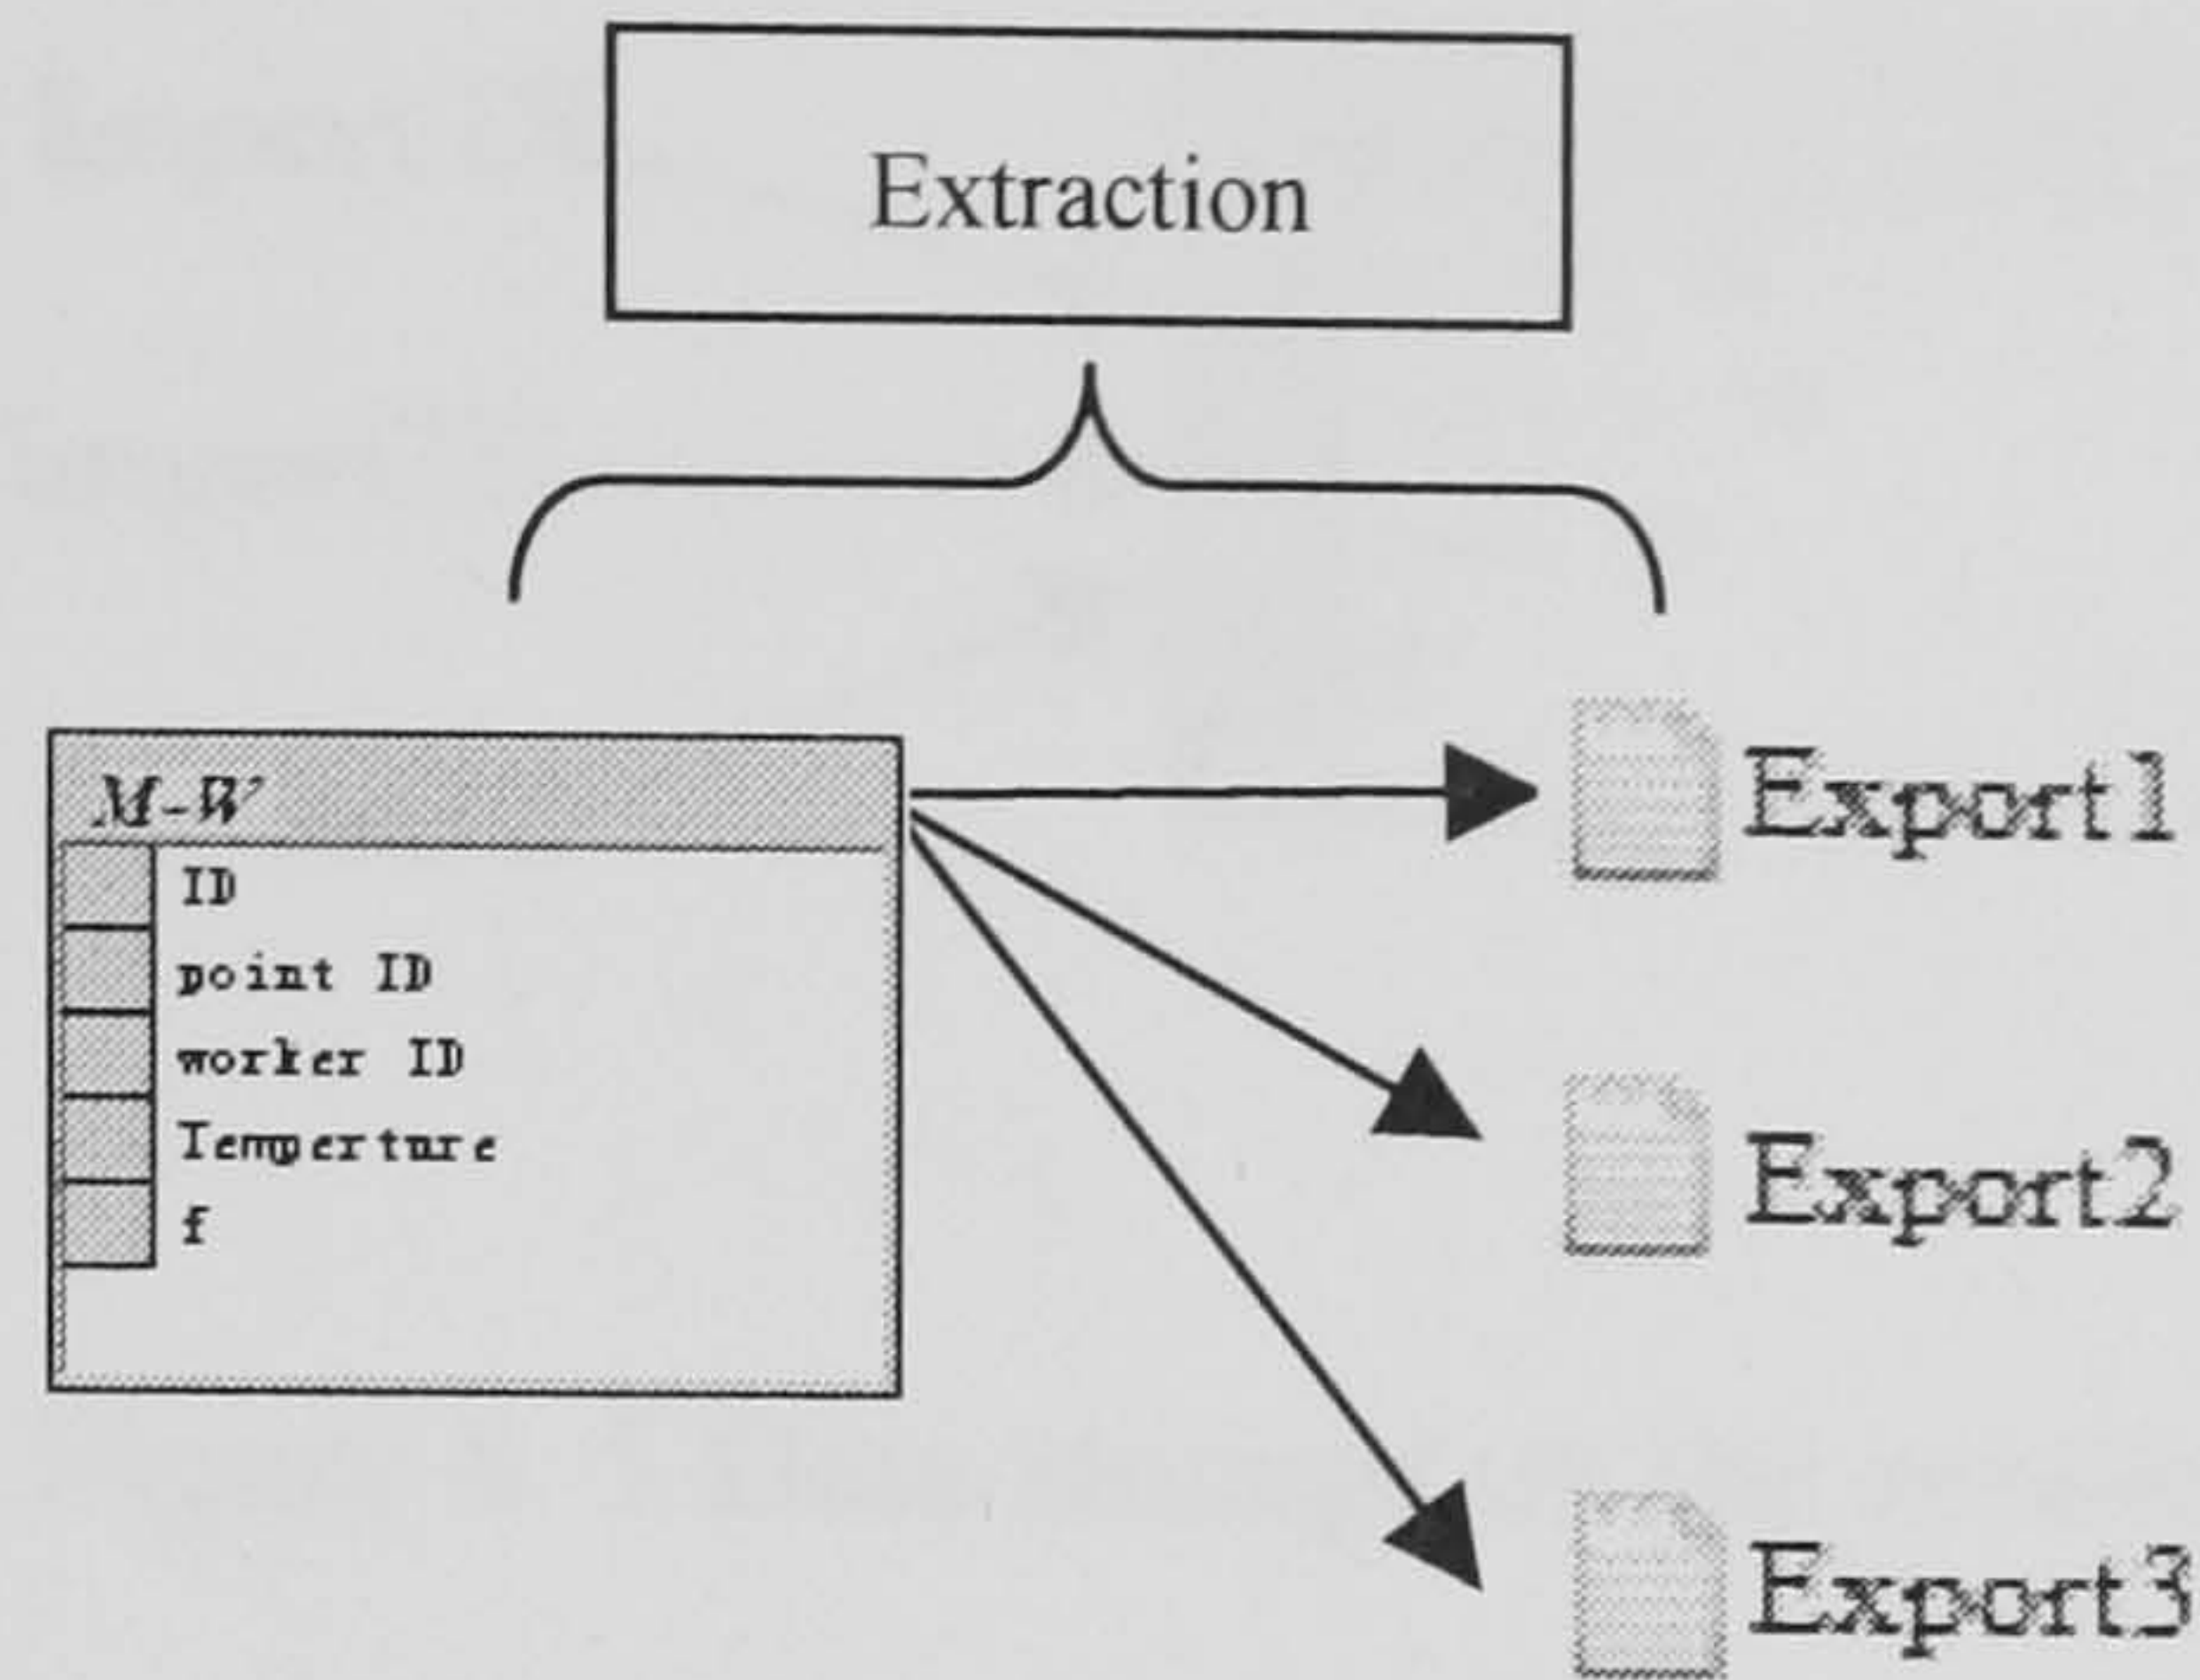 Extraction
M-W
ID
point ID
worker ID
Temperture
f
Export1
Export2
Export3